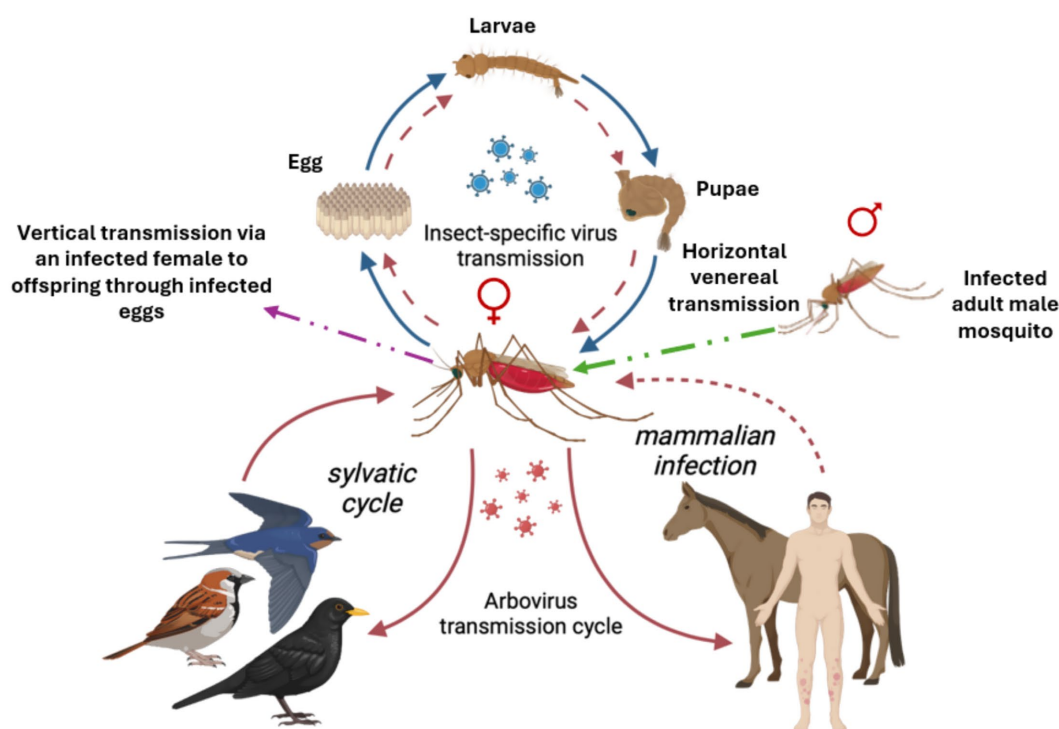 Larvae
Egg
Pupae
Vertical transmission via
an infected female to
offspring through infected
eggs
Insect-specific virus
transmission
Horizontal
venereal
transmission
Infected
adult male
mosquito
sylvatic
cycle
mammalian
infection
Arbovirus
transmission cycle